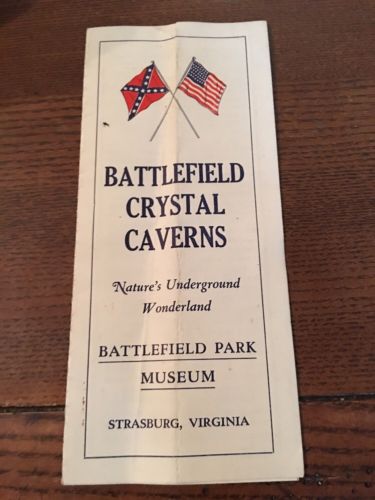 BATTLEFIELD
CRYSTAL
CAVERNS
Nature's Underground
Wonderland
BATTLEFIELD PARK
MUSEUM
STRASBURG, VIRGINIA